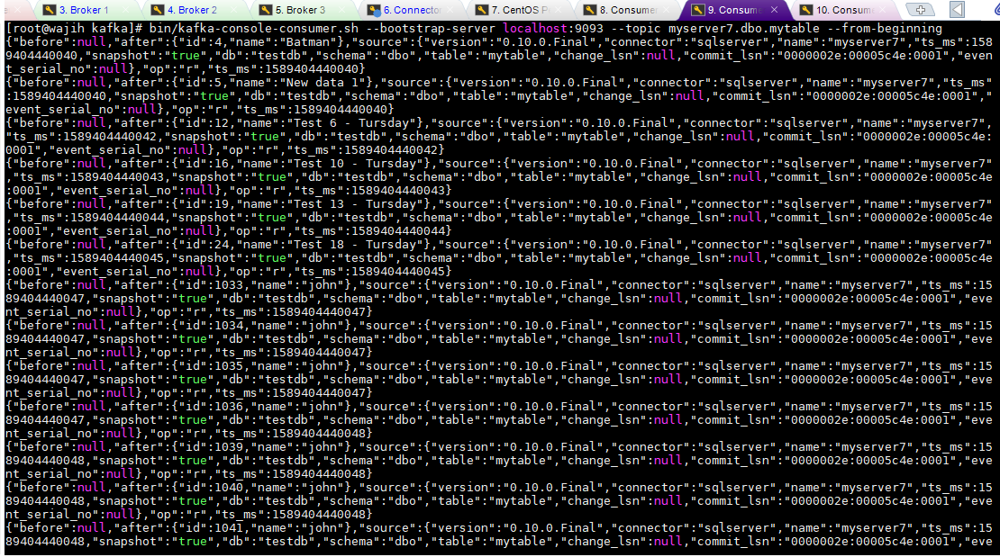 3. Broker 1
4. Broker 2
5. Broker 3
6. Connecto
7. CentOS P
8. Consumer
9. Consum
10. Consum
[root@wajih kafka]# bin/kafka-console-consumer.sh --bootstrap-server localhost:9093 --topic myserver7.dbo.mytable --from-beginning
{"before":null,"after":{"id":4,"name":"Batman"},"source":{"version":"0.10.0.Final","connector":"sqlserver","name":"myserver7","ts_ms":158
9404440040,"snapshot":"true","db":"testdb","schema":"dbo","table":"mytable","change_lsn":null,"commit_lsn":"0000002e:00005c4e:0001","even
t_serial_no":null},"op":"r","ts_ms":1589404440040}
{"before":null,"after":{"id":5,"name":"New data 1"},"source":{"version":"0.10.0.Final","connector":"sqlserver","name":"myserver7","ts_ms"
:1589404440040,"snapshot":"true","db":"testdb","schema":"dbo","table":"mytable","change_lsn":null,"commit_lsn":"0000002e:00005c4e:0001","
event_serial_no":null},"op":"r","ts_ms":1589404440040}
{"before":null,"after":{"id":12,"name":"Test 6 - Tursday"},"source":{"version":"0.10.0.Final","connector":"sqlserver","name":"myserver7",
"ts_ms":1589404440042,"snapshot":"true","db":"testdb","schema":"dbo","table":"mytable","change_lsn":null,"commit_lsn":"0000002e:00005c4e:
0001","event_serial_no":null},"op":"r","ts_ms":1589404440042}
{"before":null,"after":{"id":16,"name":"Test 10 - Tursday"},"source":{"version":"0.10.0.Final","connector":"sqlserver","name":"myserver7"
,"ts_ms":1589404440043,"snapshot":"true","db":"testdb","schema":"dbo","table":"mytable","change_lsn":null,"commit_lsn":"0000002e:00005c4e
:0001","event_serial_no":null},"op":"r","ts_ms":1589404440043}
{"before":null,"after":{"id":19,"name":"Test 13 - Tursday"},"source":{"version":"0.10.0.Final","connector":"sqlserver","name":"myserver7"
,"ts_ms":1589404440044,"snapshot":"true","db":"testdb","schema":"dbo","table":"mytable","change_lsn":null,"commit_lsn":"0000002e:00005c4e
:0001","event_serial_no":null},"op":"r","ts_ms":1589404440044}
{"before":null,"after":{"id":24,"name":"Test 18 - Tursday"},"source":{"version":"0.10.0.Final","connector":"sqlserver","name":"myserver7"
,"ts_ms":1589404440045,"snapshot":"true","db":"testdb","schema":"dbo","table":"mytable","change_lsn":null,"commit_lsn":"0000002e:00005c4e
:0001","event_serial_no":null},"op":"r","ts_ms":1589404440045}
{"before":null,"after":{"id":1033,"name":"john"},"source":{"version":"0.10.0.Final","connector":"sqlserver","name":"myserver7","ts_ms":15
89404440047,"snapshot":"true","db":"testdb","schema":"dbo","table":"mytable","change_lsn":null,"commit_lsn":"0000002e:00005c4e:0001","eve
nt_serial_no":null},"op":"r","ts_ms":1589404440047}
{"before":null,"after":{"id":1034,"name":"john"},"source":{"version":"0.10.0.Final","connector":"sqlserver","name":"myserver7","ts_ms":15
89404440047,"snapshot":"true","db":"testdb","schema":"dbo","table":"mytable","change_lsn":null,"commit_lsn":"0000002e:00005c4e:0001","eve
nt_serial_no":null},"op":"r","ts_ms":1589404440047}
{"before":null,"after":{"id":1035,"name":"john"},"source":{"version":"0.10.0.Final","connector":"sqlserver","name":"myserver7","ts_ms":15
89404440047,"snapshot":"true","db":"testdb","schema":"dbo","table":"mytable","change_lsn":null,"commit_lsn":"0000002e:00005c4e:0001","eve
nt_serial_no":null},"op":"r","ts_ms":1589404440047}
{"before":null,"after":{"id":1036,"name":"john"},"source":{"version":"0.10.0.Final","connector":"sqlserver","name":"myserver7","ts_ms":15
89404440047,"snapshot":"true","db":"testdb","schema":"dbo","table":"mytable","change_lsn":null,"commit_lsn":"0000002e:00005c4e:0001","eve
nt_serial_no":null},"op":"r","ts_ms":1589404440048}
{"before":null,"after":{"id":1039,"name":"john"},"source":{"version":"0.10.0.Final","connector":"sqlserver","name":"myserver7","ts_ms":15
89404440048,"snapshot":"true","db":"testdb","schema":"dbo","table":"mytable","change_lsn":null,"commit_lsn":"0000002e:00005c4e:0001","eve
nt_serial_no":null},"op":"r","ts_ms":1589404440048}
{"before":null,"after":{"id":1040,"name":"john"},"source":{"version":"0.10.0.Final","connector":"sqlserver","name":"myserver7","ts_ms":15
89404440048,"snapshot":"true","db":"testdb","schema":"dbo","table":"mytable","change_lsn":null,"commit_lsn":"0000002e:00005c4e:0001","eve
nt_serial_no":null},"op":"r","ts_ms":1589404440048}
{"before":null,"after":{"id":1041,"name":"john"},"source":{"version":"0.10.0.Final","connector":"sqlserver","name":"myserver7","ts_ms":15
89404440048,"snapshot":"true","db":"testdb","schema":"dbo","table":"mytable","change_lsn":null,"commit_lsn":"0000002e:00005c4e:0001","eve